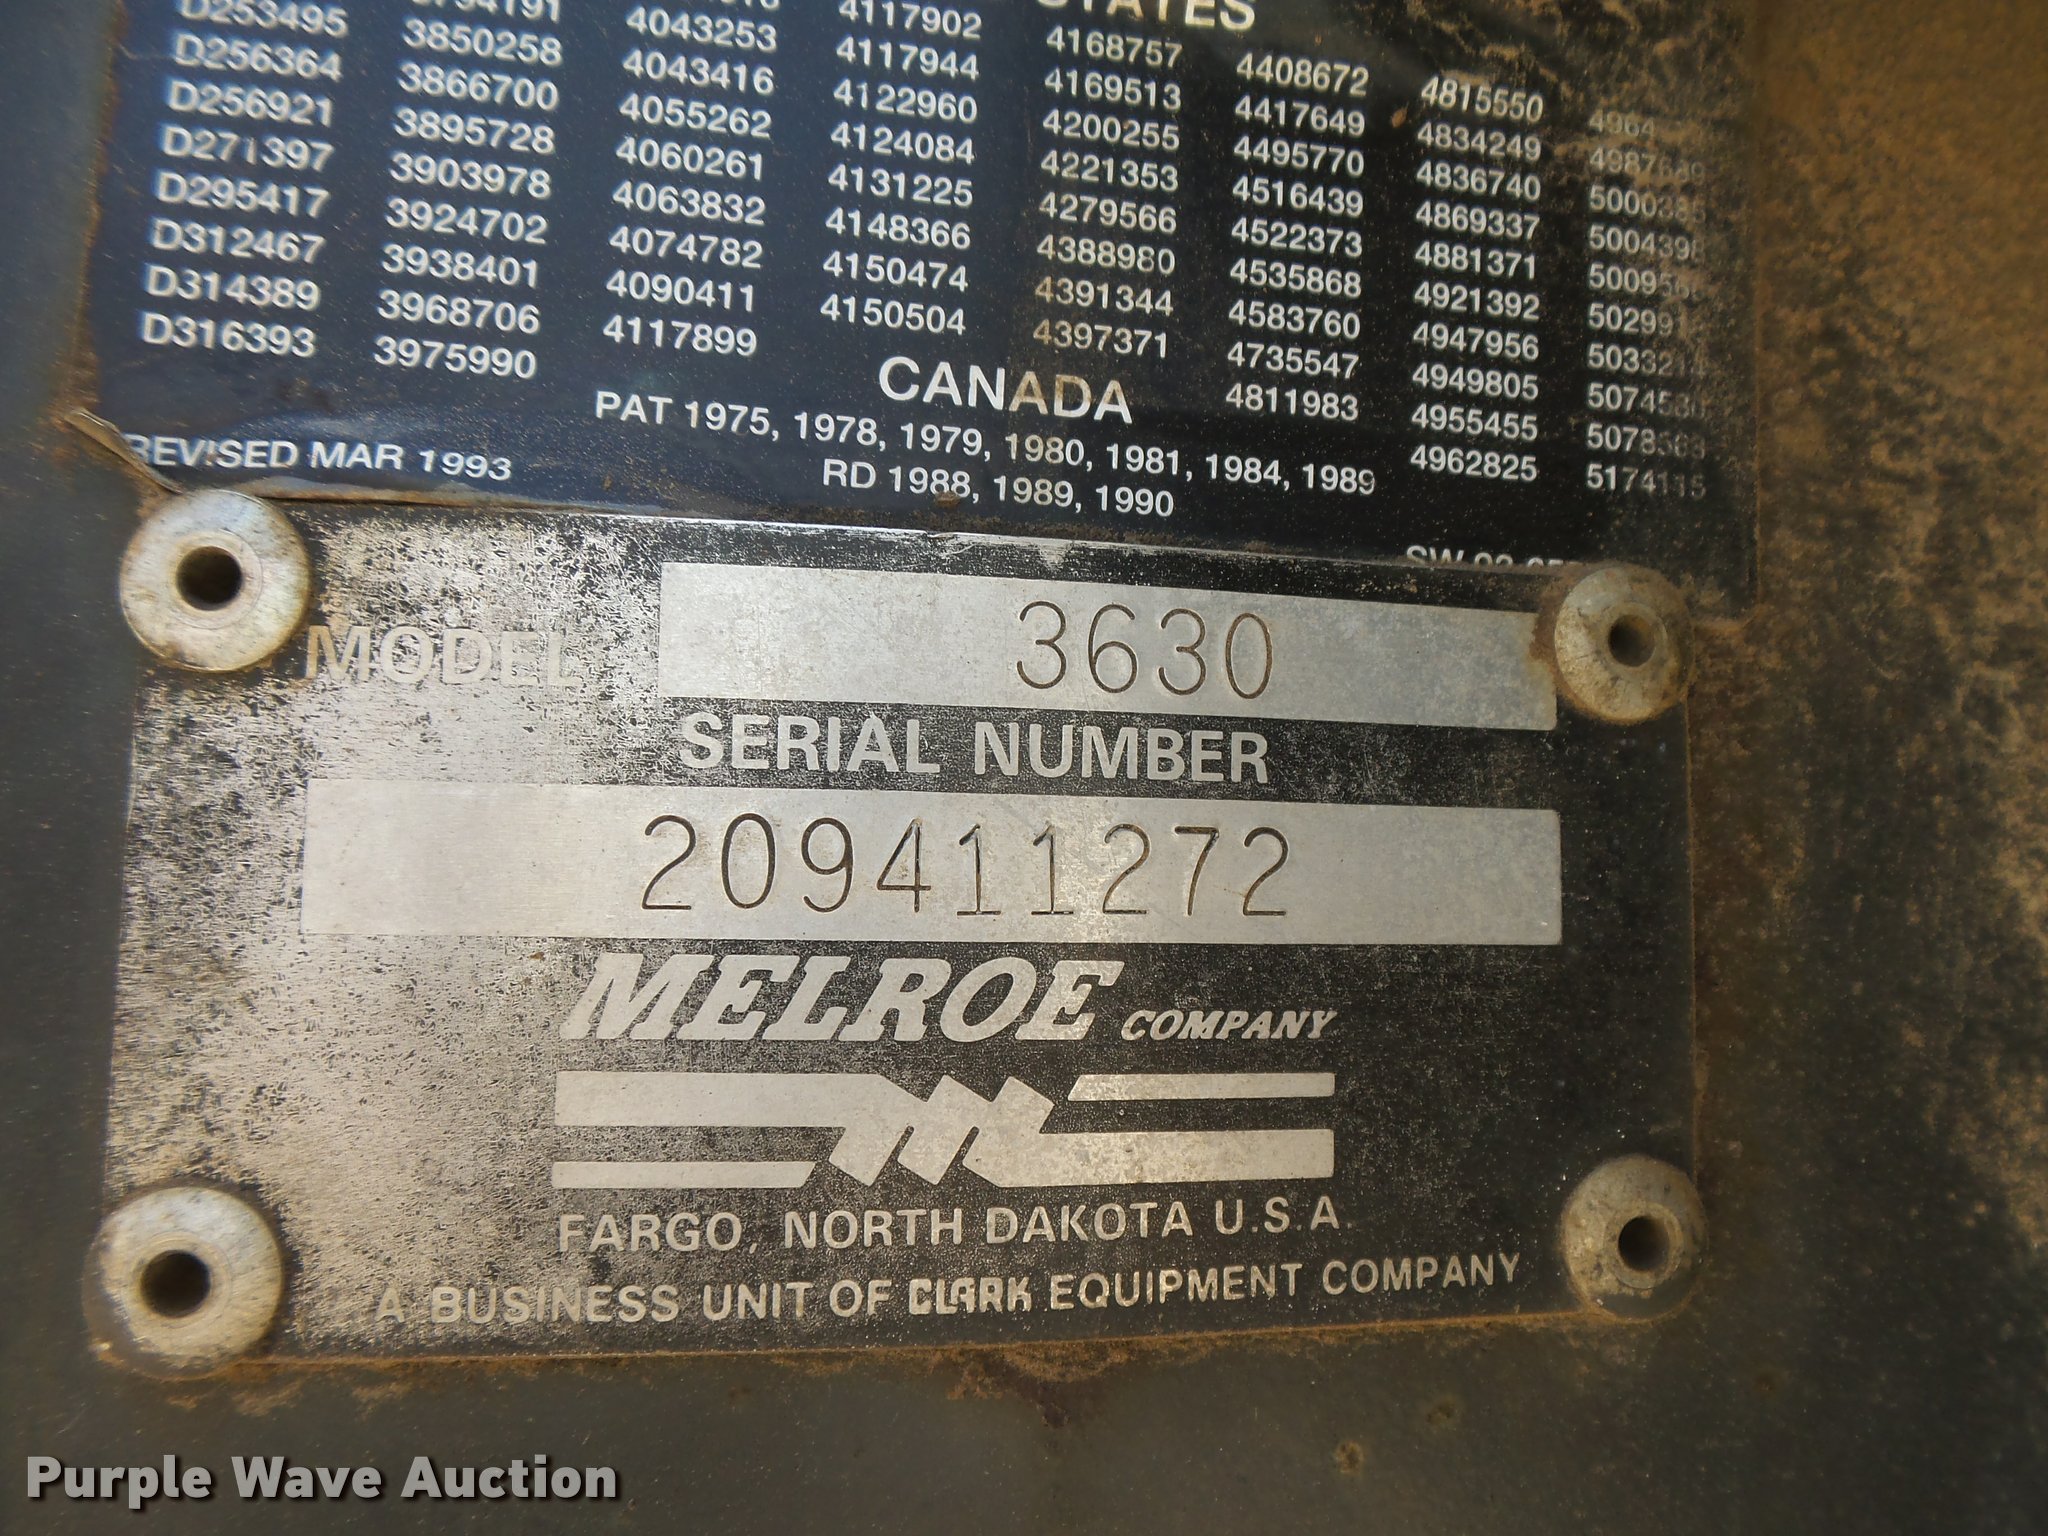 STATES
D253495 3794191 4117902 4168757 4408672 4815550
D256364 3850258 4043253 4117944 4169513 4417649 4834249
D256921 3866700 4043416 4122960 4200255 4495770 4836740
D271397 3895728 4055262 4124084 4221353 4516439 4869337
D295417 3903978 4060261 4131225 4279566 4522373 4881371
D312467 3924702 4063832 4148366 4388980 4535868 4921392
D314389 3938401 4074782 4150474 4391344 4583760 4947956
D316393 3968706 4090411 4150504 4397371 4735547 4949805
3975990 4117899 4811983 4955455
4962825 5174115
CANADA
PAT 1975, 1978, 1979, 1980, 1981, 1984, 1989
RD 1988, 1989, 1990
REVISED MAR 1993
MODEL 3630
SERIAL NUMBER
209411272
MELROE COMPANY
FARGO, NORTH DAKOTA U.S.A.
A BUSINESS UNIT OF CLARK EQUIPMENT COMPANY
Purple Wave Auction